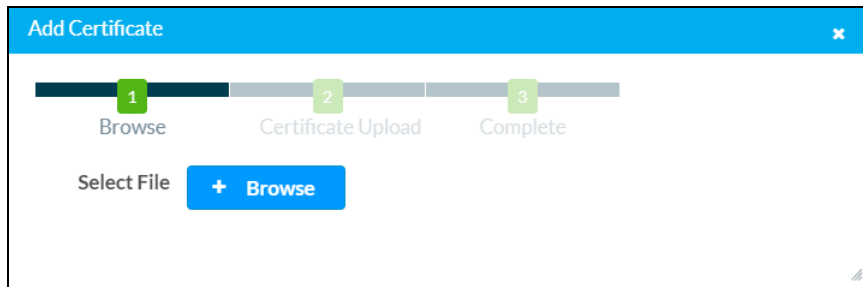 Add Certificate
1 2 3
Browse Certificate Upload Complete
Select File + Browse